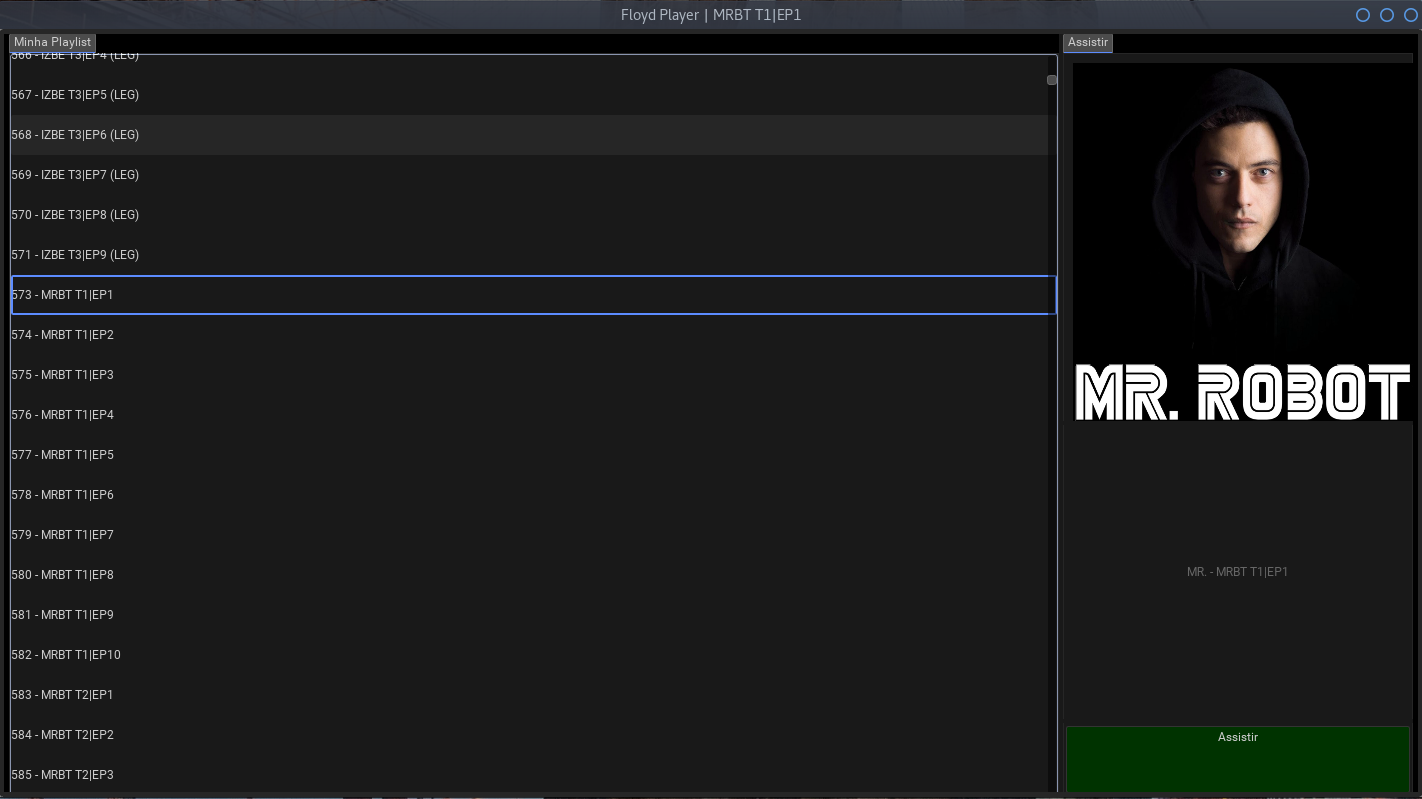 Floyd Player | MRBT T1|EP1
Minha Playlist
566 - IZBE T3|EP4 (LEG)
567 - IZBE T3|EP5 (LEG)
568 - IZBE T3|EP6 (LEG)
569 - IZBE T3|EP7 (LEG)
570 - IZBE T3|EP8 (LEG)
571 - IZBE T3|EP9 (LEG)
573 - MRBT T1|EP1
574 - MRBT T1|EP2
575 - MRBT T1|EP3
576 - MRBT T1|EP4
577 - MRBT T1|EP5
578 - MRBT T1|EP6
579 - MRBT T1|EP7
580 - MRBT T1|EP8
581 - MRBT T1|EP9
582 - MRBT T1|EP10
583 - MRBT T2|EP1
584 - MRBT T2|EP2
585 - MRBT T2|EP3
Assistir
MR. ROBOT
MR. - MRBT T1|EP1
Assistir